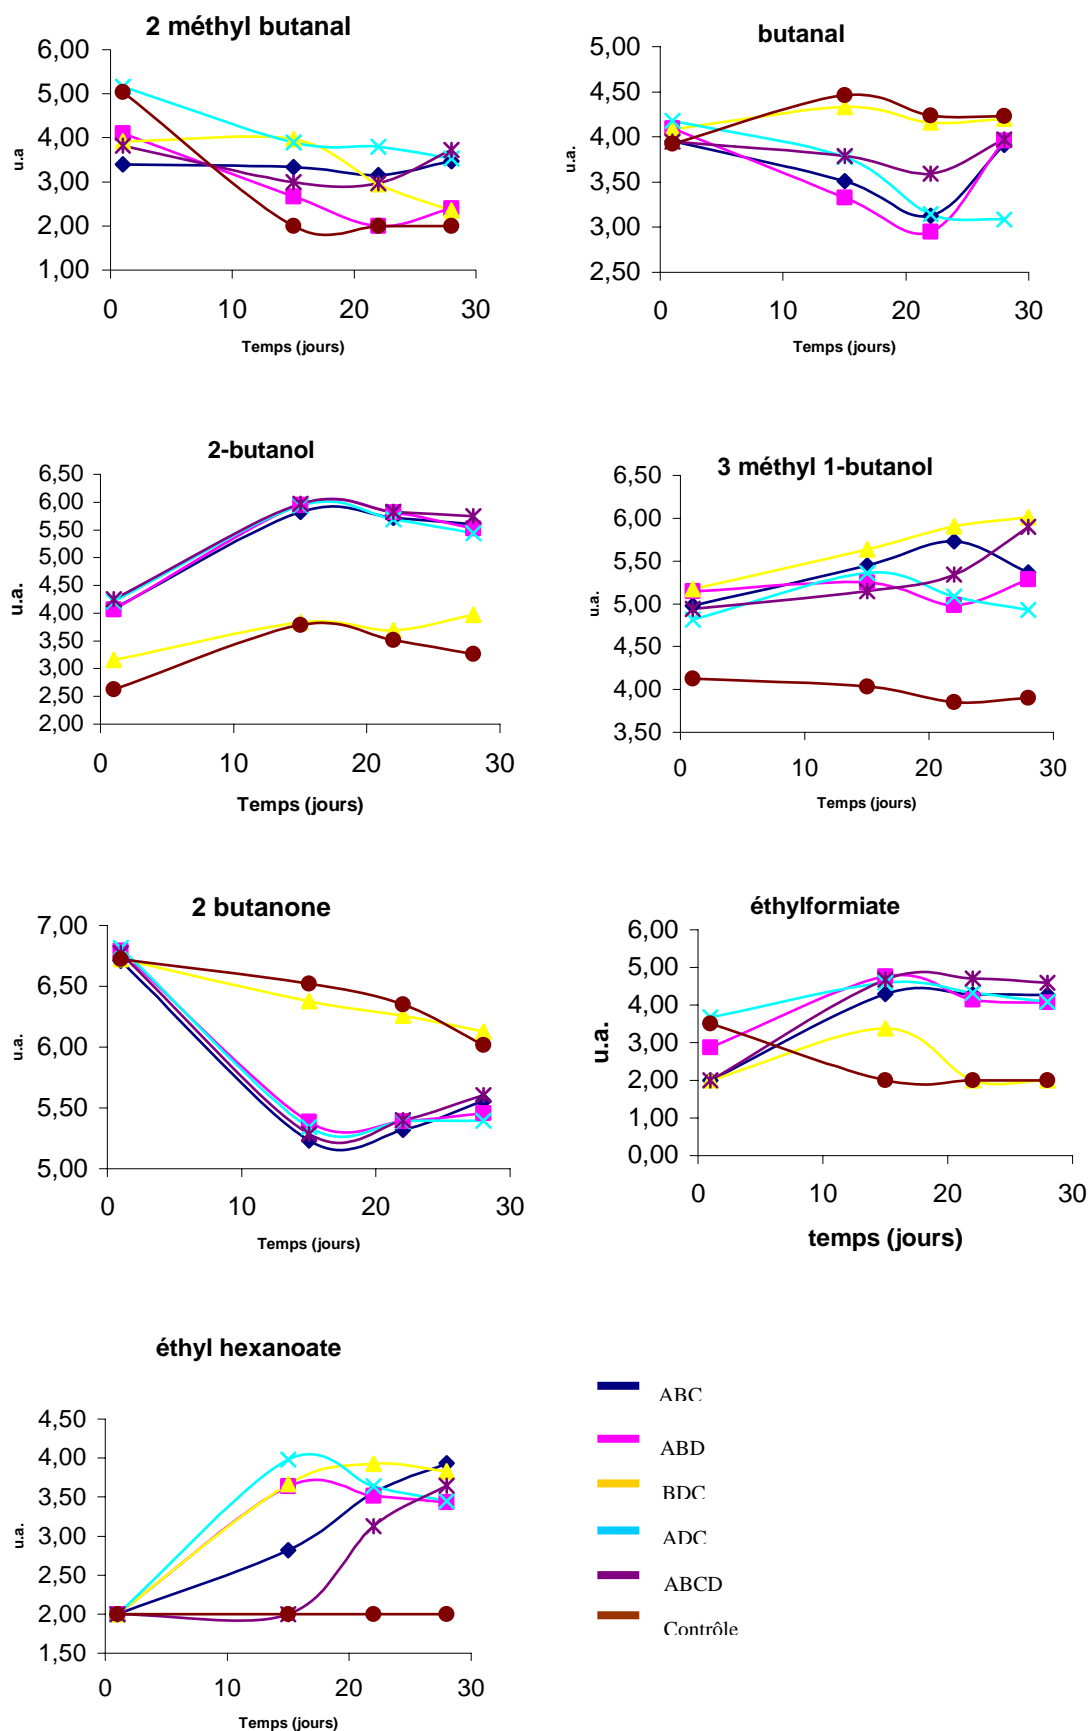 2 méthyl butanal
6,00
5,00
4,00
3,00
2,00
1,00
u.a
0
10
20
30
Temps (jours)
butanal
5,00
4,50
4,00
3,50
3,00
2,50
u.a.
0
10
20
30
Temps (jours)
2-butanol
6,50
6,00
5,50
5,00
4,50
4,00
3,50
3,00
2,50
2,00
u.a.
0
10
20
30
Temps (jours)
3 méthyl 1-butanol
6,50
6,00
5,50
5,00
4,50
4,00
3,50
u.a.
0
10
20
30
Temps (jours)
2 butanone
7,00
6,50
6,00
5,50
5,00
u.a.
0
10
20
30
Temps (jours)
éthylformiate
6,00
5,00
4,00
3,00
2,00
1,00
0,00
u.a.
0
10
20
30
temps (jours)
éthyl hexanoate
4,50
4,00
3,50
3,00
2,50
2,00
1,50
u.a.
0
10
20
30
Temps (jours)
ABC
ABD
BDC
ADC
ABCD
Contrôle